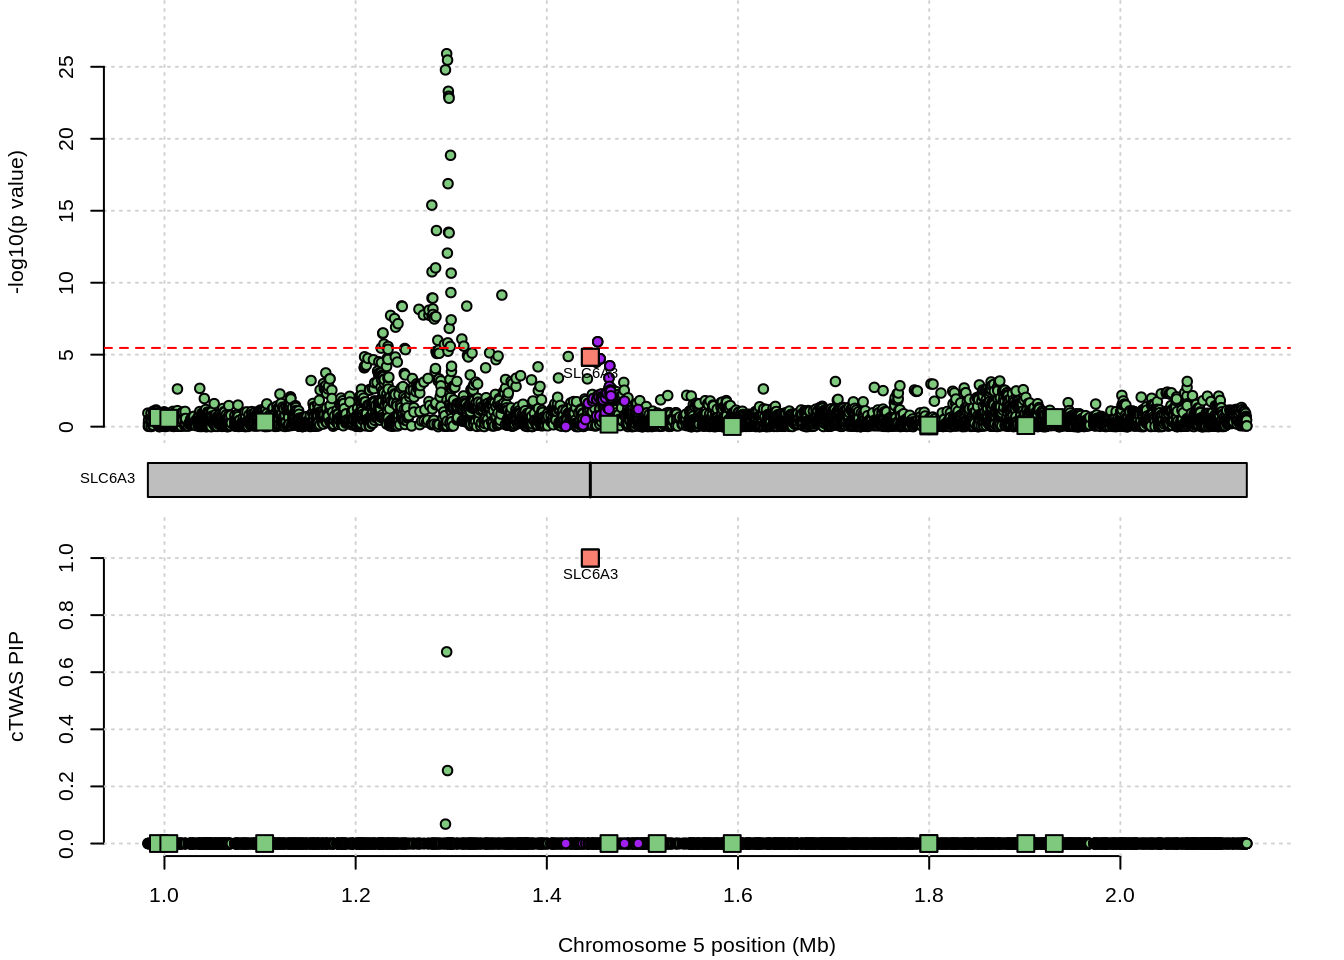 -log10(p value)
25
20
15
10
5
0
SLC6A3
SLC6A3
cTWAS PIP
1.0
0.8
0.6
0.4
0.2
0.0
SLC6A3
1.0 1.2 1.4 1.6 1.8 2.0
Chromosome 5 position (Mb)